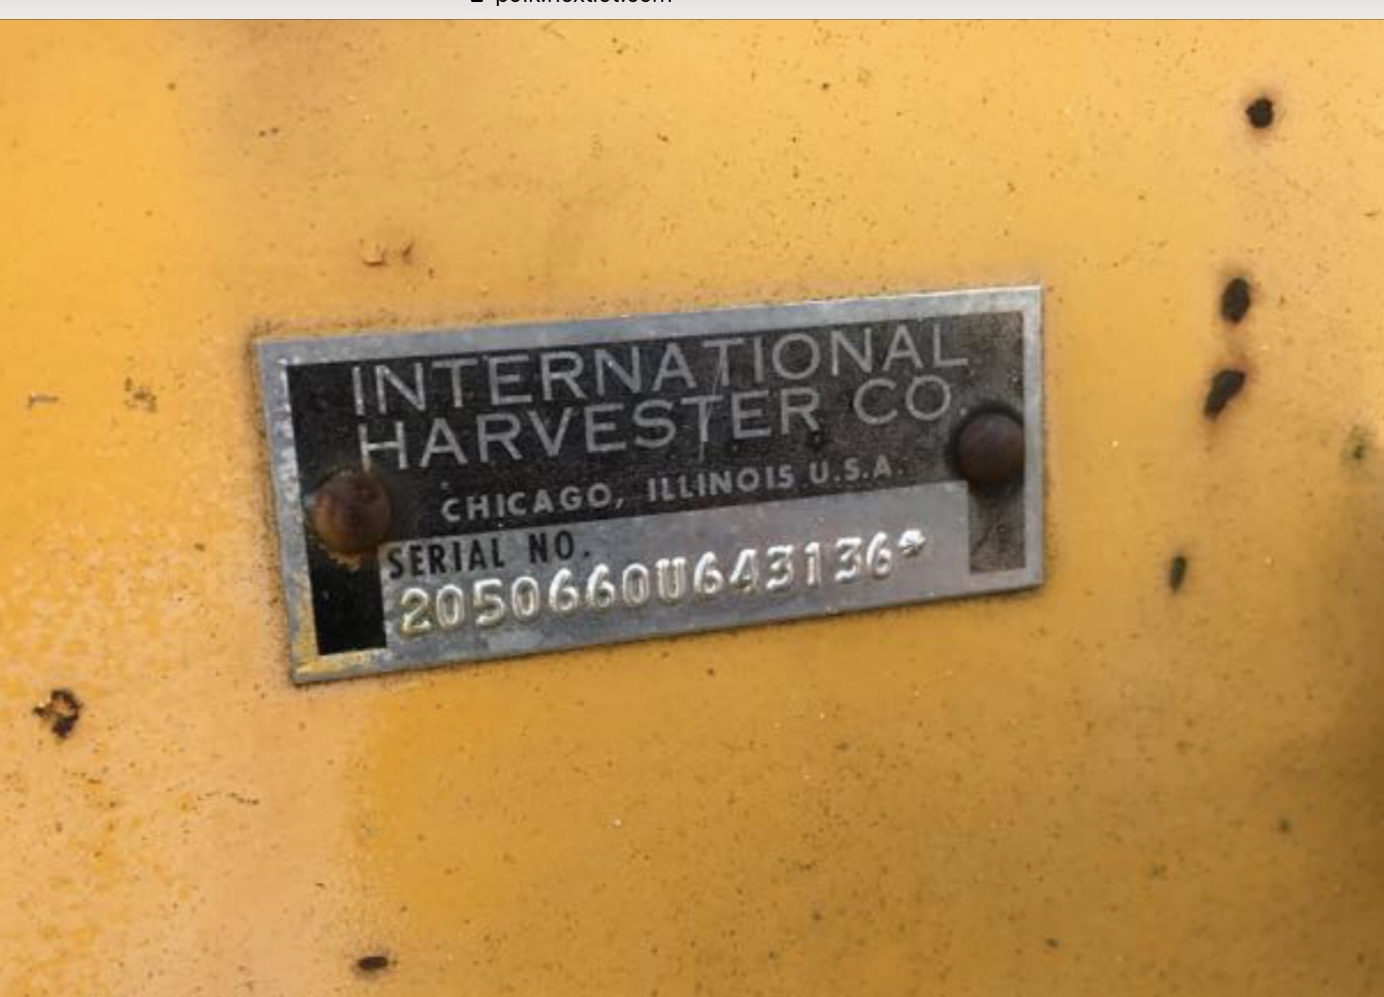 INTERNATIONAL
HARVESTER CO.
CHICAGO, ILLINOIS U.S.A.
SERIAL NO.
2050660U643136*